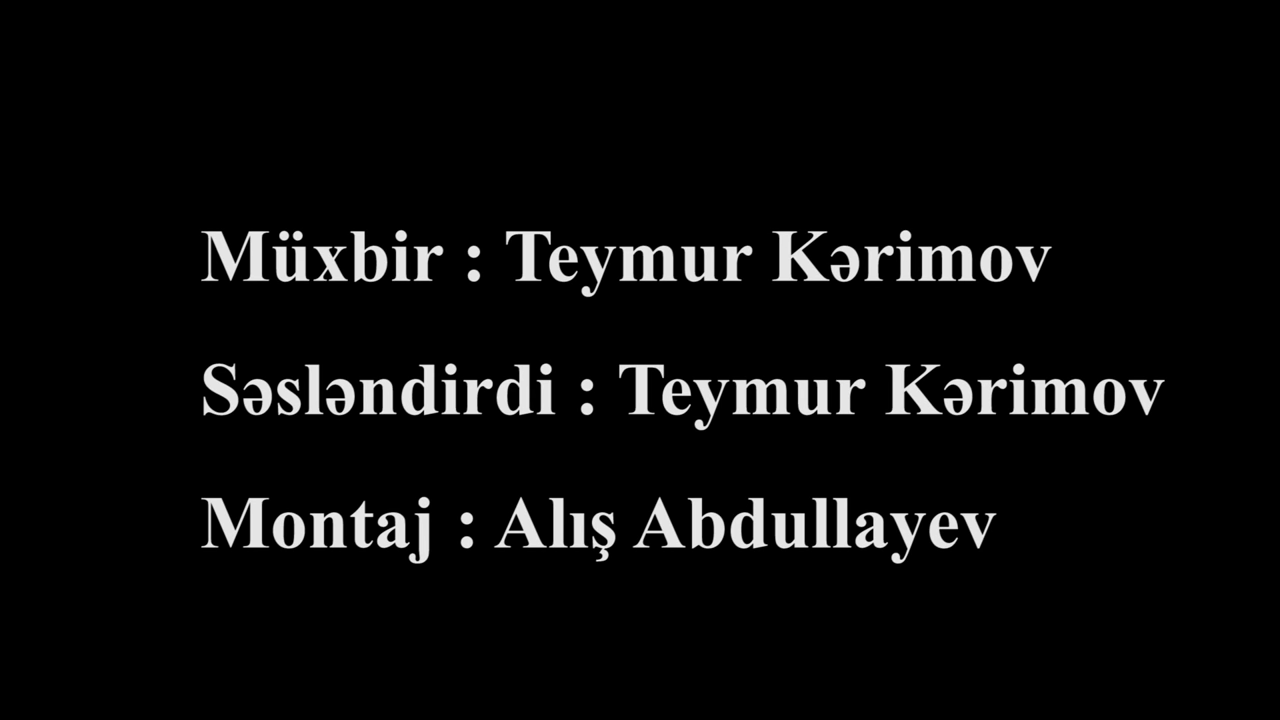 Müxbir : Teymur Kərimov
Səsləndirdi : Teymur Kərimov
Montaj : Alış Abdullayev